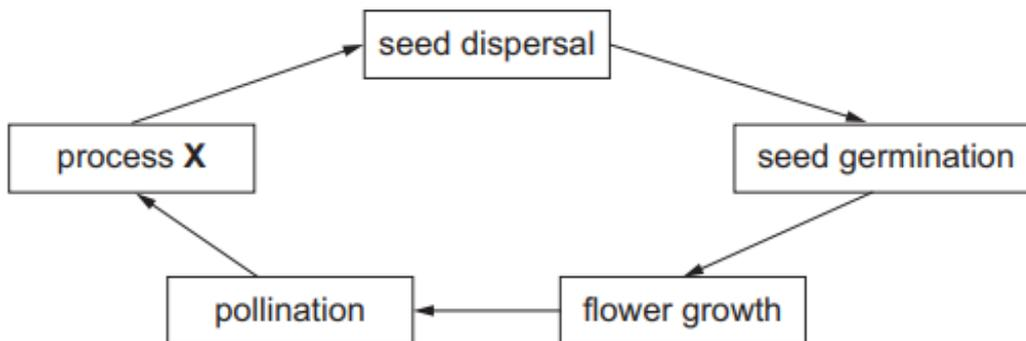 seed dispersal
process X
seed germination
pollination
flower growth